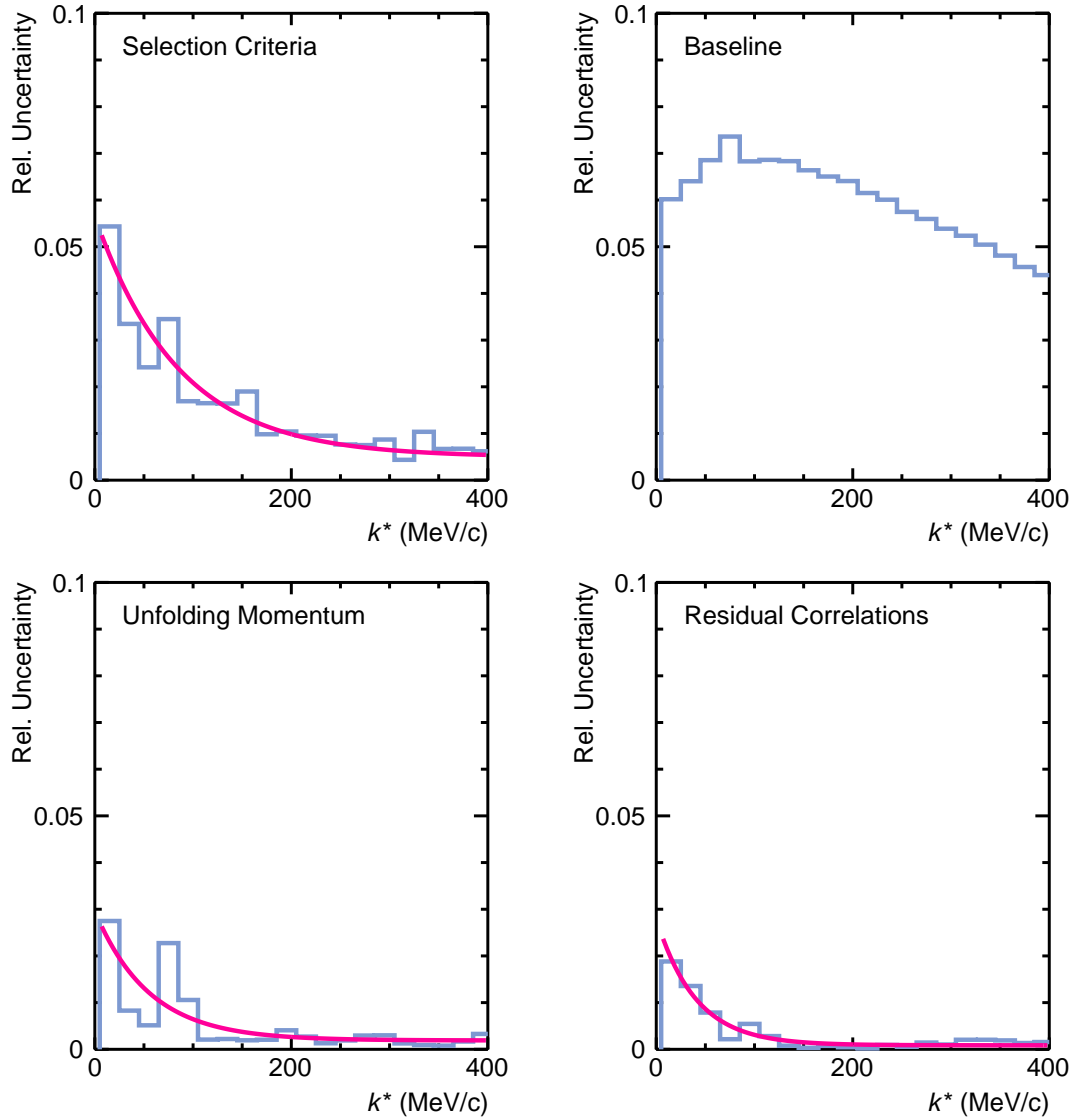 Rel. Uncertainty
0.1
Selection Criteria
0.05
0
0
200
400
k* (MeV/c)
Rel. Uncertainty
0.1
Baseline
0.05
0
0
200
400
k* (MeV/c)
Rel. Uncertainty
0.1
Unfolding Momentum
0.05
0
0
200
400
k* (MeV/c)
Rel. Uncertainty
0.1
Residual Correlations
0.05
0
0
200
400
k* (MeV/c)